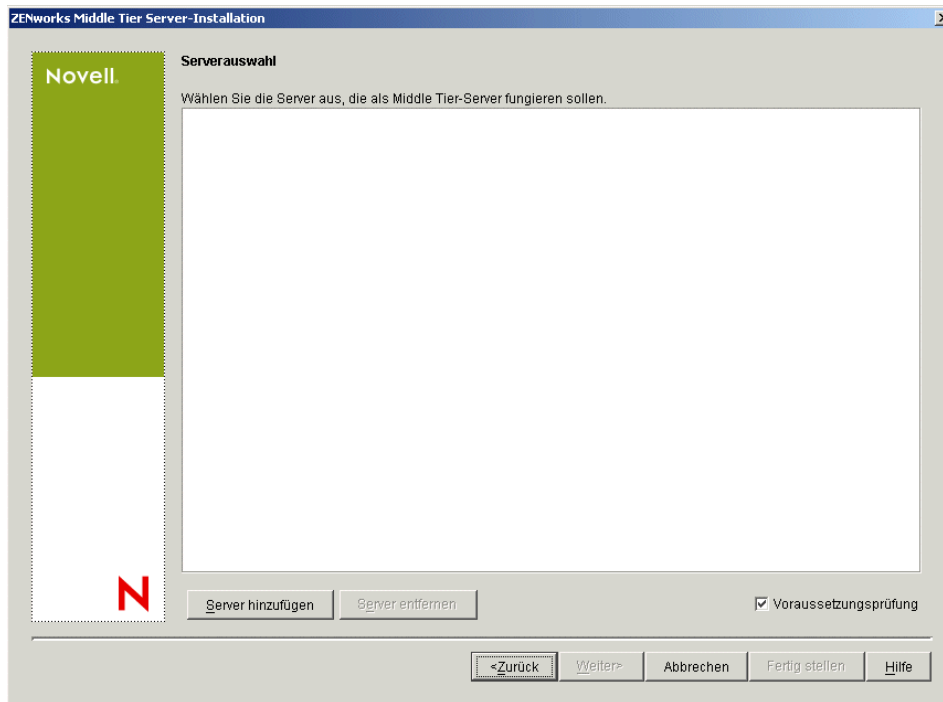 ZENworks Middle Tier Server-Installation
Novell.
Serverauswahl
Wählen Sie die Server aus, die als Middle Tier-Server fungieren sollen.
N
Server hinzufügen
Server entfernen
Voraussetzungsprüfung
<Zurück
Weiter>
Abbrechen
Fertig stellen
Hilfe